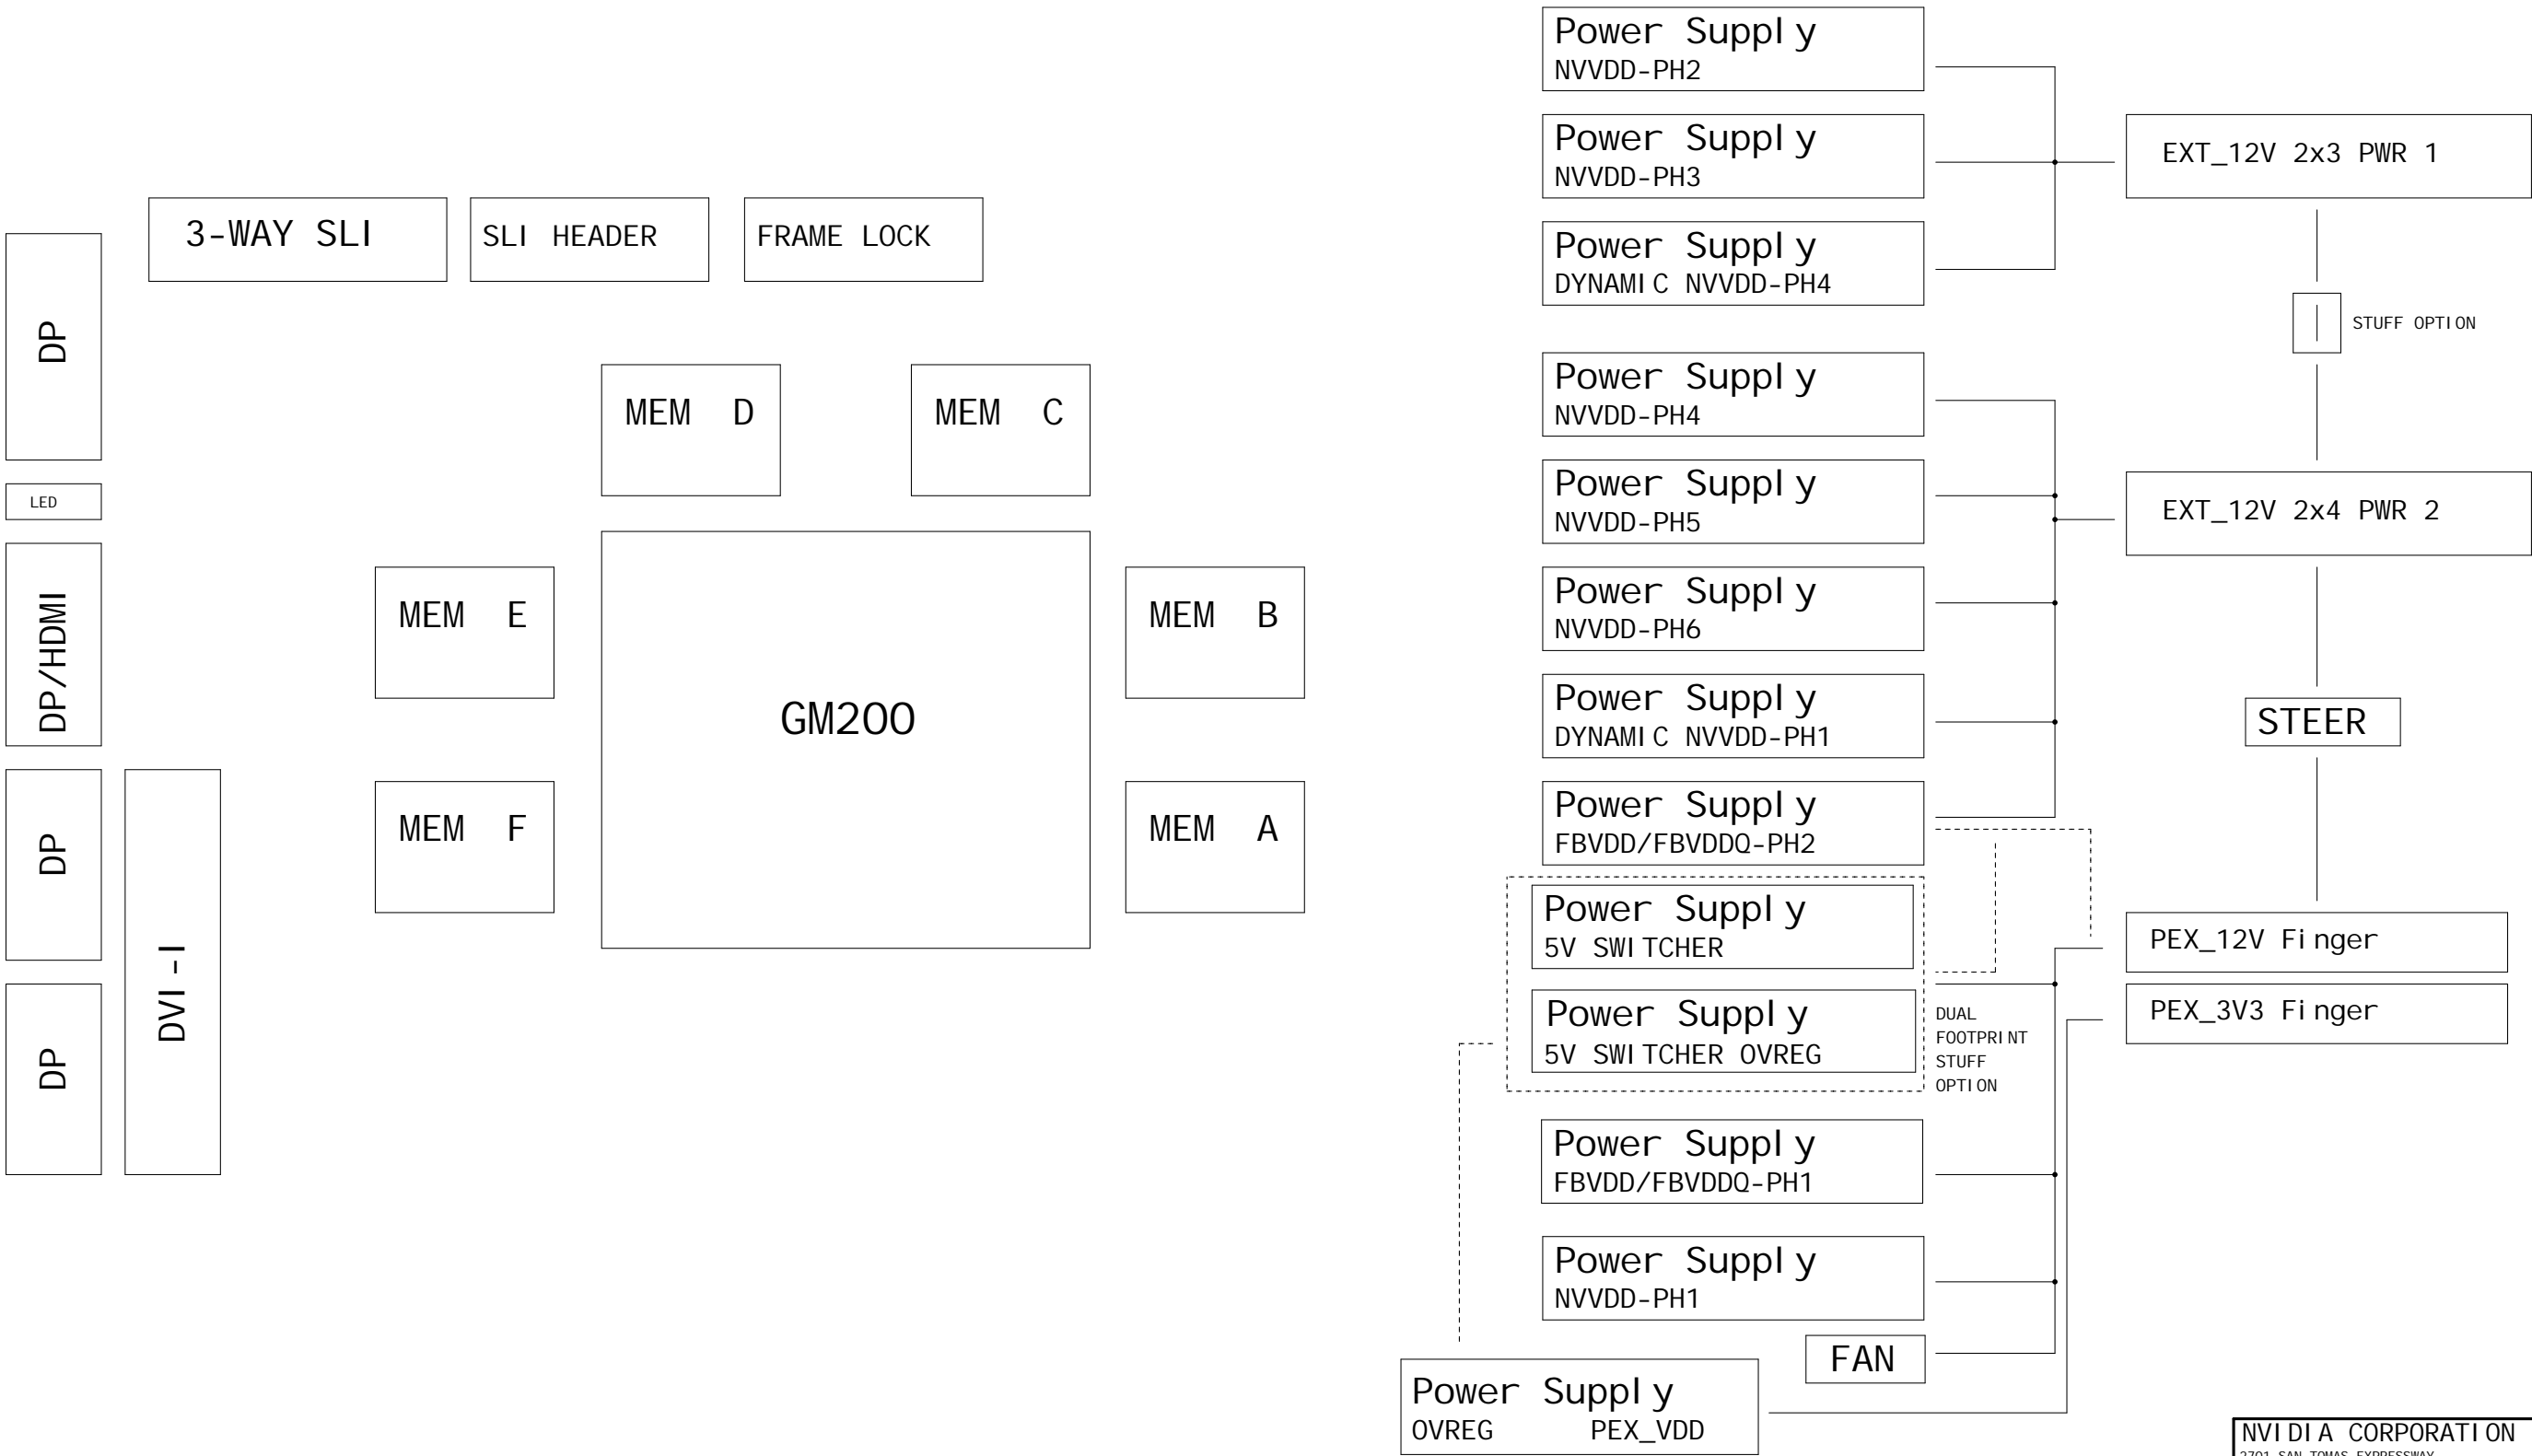 3-WAY SLI
SLI HEADER
FRAME LOCK
DP
LED
DP/HDMI
DP
DP
DVI-I
MEM D
MEM C
MEM E
MEM B
GM200
MEM F
MEM A
Power Supply
NVVDD-PH2
Power Supply
NVVDD-PH3
Power Supply
DYNAMIC NVVDD-PH4
Power Supply
NVVDD-PH4
Power Supply
NVVDD-PH5
Power Supply
NVVDD-PH6
Power Supply
DYNAMIC NVVDD-PH1
Power Supply
FBVDD/FBVDDQ-PH2
Power Supply
5V SWITCHER
Power Supply
5V SWITCHER OVREG
DUAL
FOOTPRINT
STUFF
OPTION
Power Supply
FBVDD/FBVDDQ-PH1
Power Supply
NVVDD-PH1
FAN
Power Supply
OVREG PEX_VDD
EXT_12V 2x3 PWR 1
STUFF OPTION
EXT_12V 2x4 PWR 2
STEER
PEX_12V Finger
PEX_3V3 Finger
NVIDIA CORPORATION
2701 SAN TOMAS EXPRESSWAY